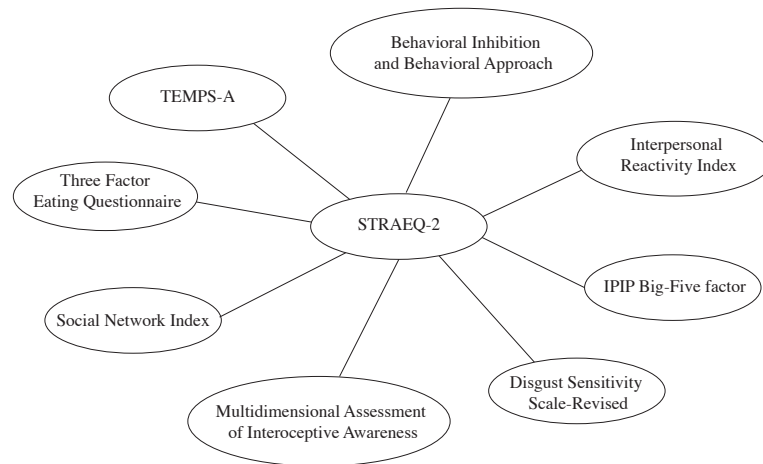 Behavioral Inhibition
and Behavioral Approach
TEMPS-A
Interpersonal
Reactivity Index
Three Factor
Eating Questionnaire
STRAEQ-2
IPIP Big-Five factor
Social Network Index
Disgust Sensitivity
Scale-Revised
Multidimensional Assessment
of Interoceptive Awareness